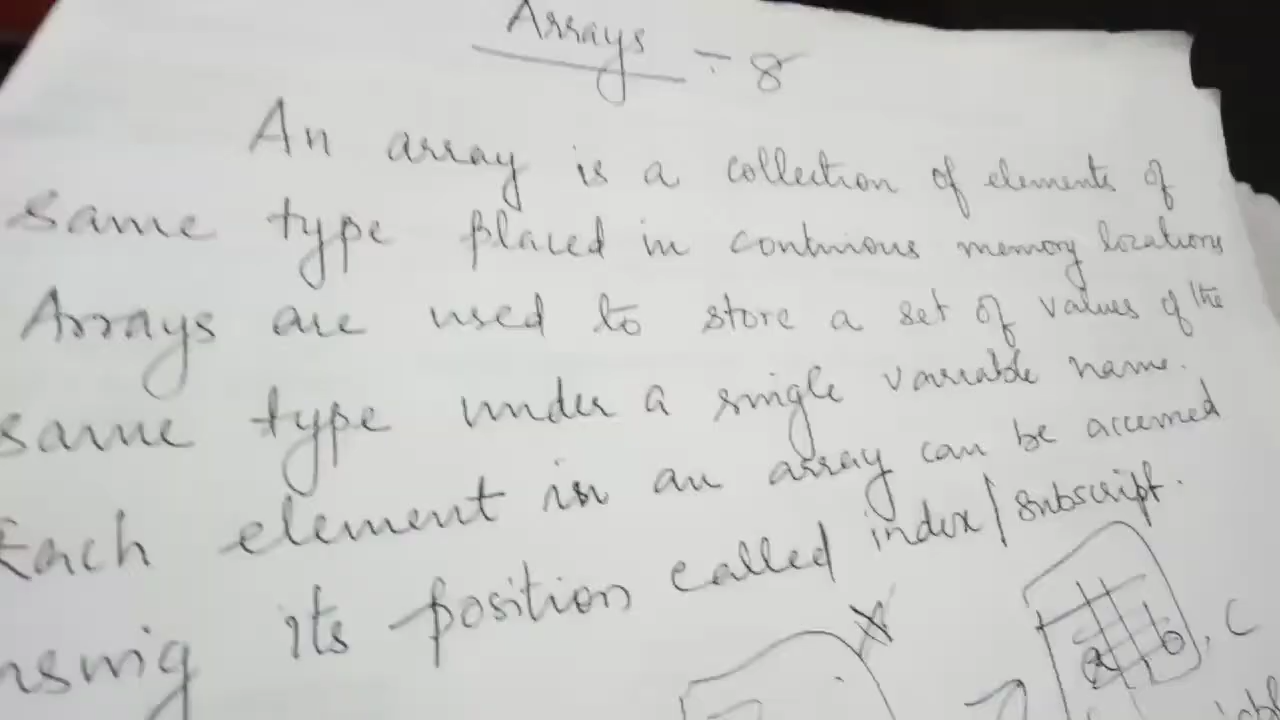 Arrays :- 8
An array is a collection of elements of
same type placed in continious memory locations
Arrays are used to store a set of values of the
same type under a single variable name.
Each element in an array can be accessed
using its position called index/subscript.
a, b, c